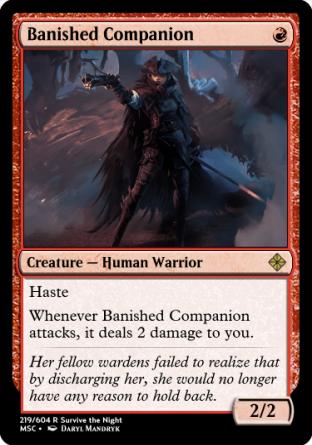 Banished Companion
Creature — Human Warrior
Haste
Whenever Banished Companion
attacks, it deals 2 damage to you.
Her fellow wardens failed to realize that
by discharging her, she would no longer
have any reason to hold back.
2/2
219/604 R Survive the Night
MSC • Daryl Mandryk